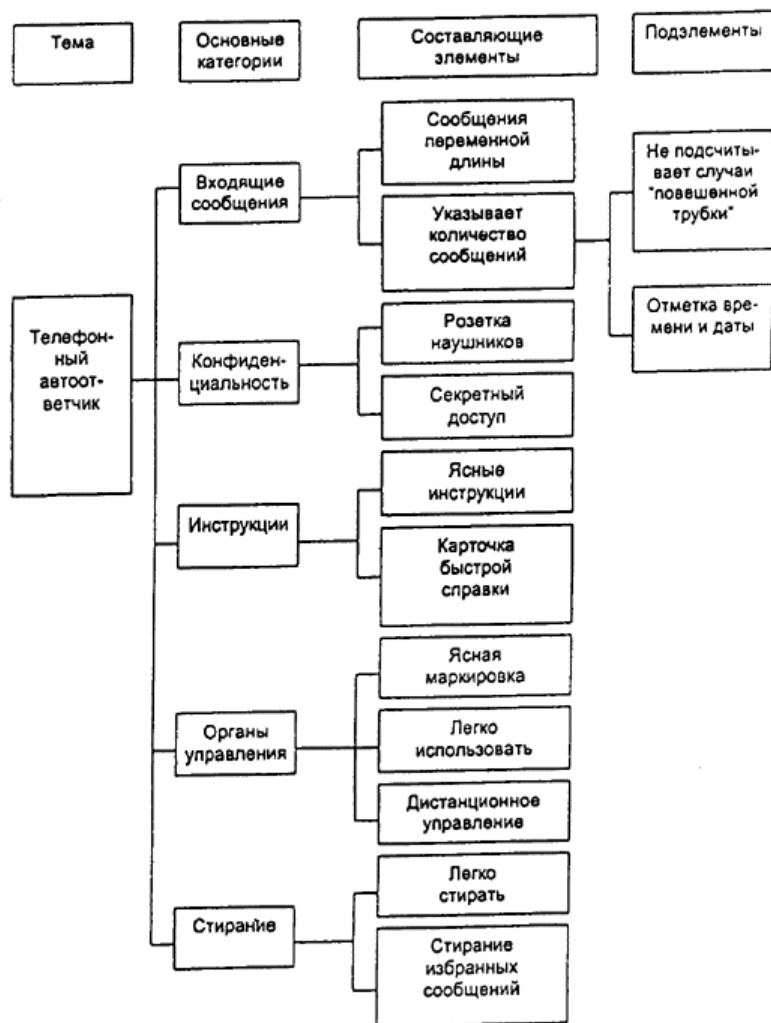 Тема
Основные
категории
Составляющие
элементы
Подэлементы
Телефон-
ный
автоот-
ветчик
Входящие
сообщения
Сообщения
переменной
длины
Указывает
количество
сообщений
Не подсчиты-
вает случаи
"повешенной
трубки"
Отметка вре-
мени и даты
Конфиден-
циальность
Розетка
наушников
Секретный
доступ
Инструкции
Ясные
инструкции
Карточка
быстрой
справки
Органы
управления
Ясная
маркировка
Легко
использовать
Дистанционное
управление
Стирание
Легко
стирать
Стирание
избранных
сообщений